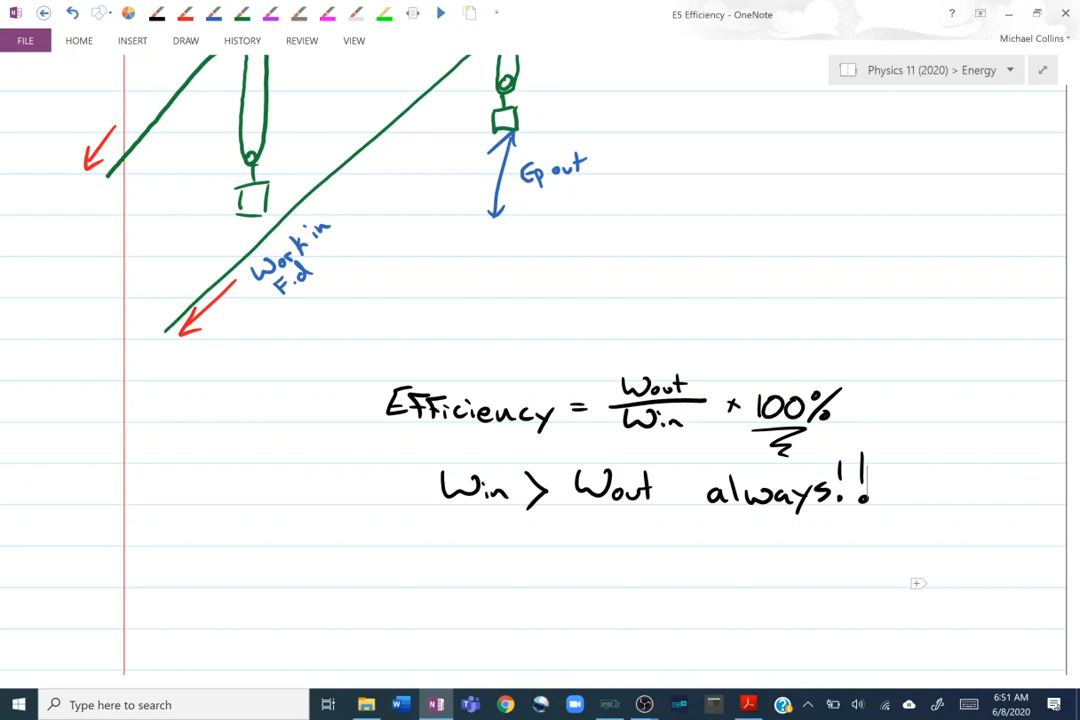 E5 Efficiency - OneNote
?
Michael Collins
FILE HOME INSERT DRAW HISTORY REVIEW VIEW
Physics 11 (2020) > Energy
Ep out
Work in
F.d
Efficiency = Wout / Win × 100%
Win > Wout always!!
Type here to search
6:51 AM
6/8/2020